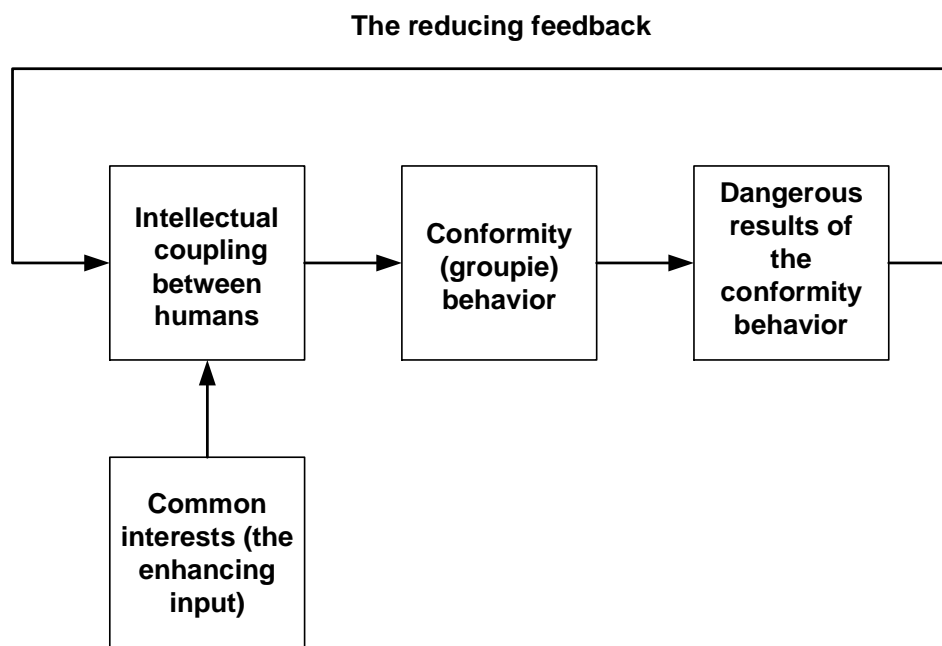 The reducing feedback
Intellectual
coupling
between
humans
Conformity
(groupie)
behavior
Dangerous
results of
the
conformity
behavior
Common
interests (the
enhancing
input)